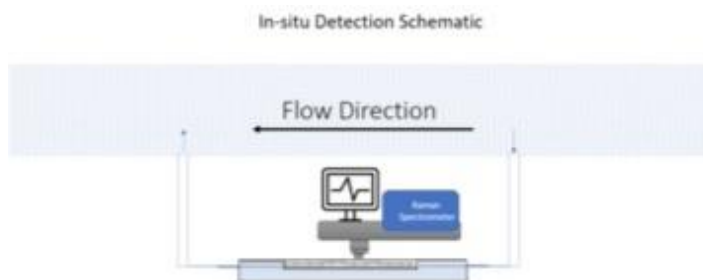 In-situ Detection Schematic
Flow Direction
Raman
Spectrometer